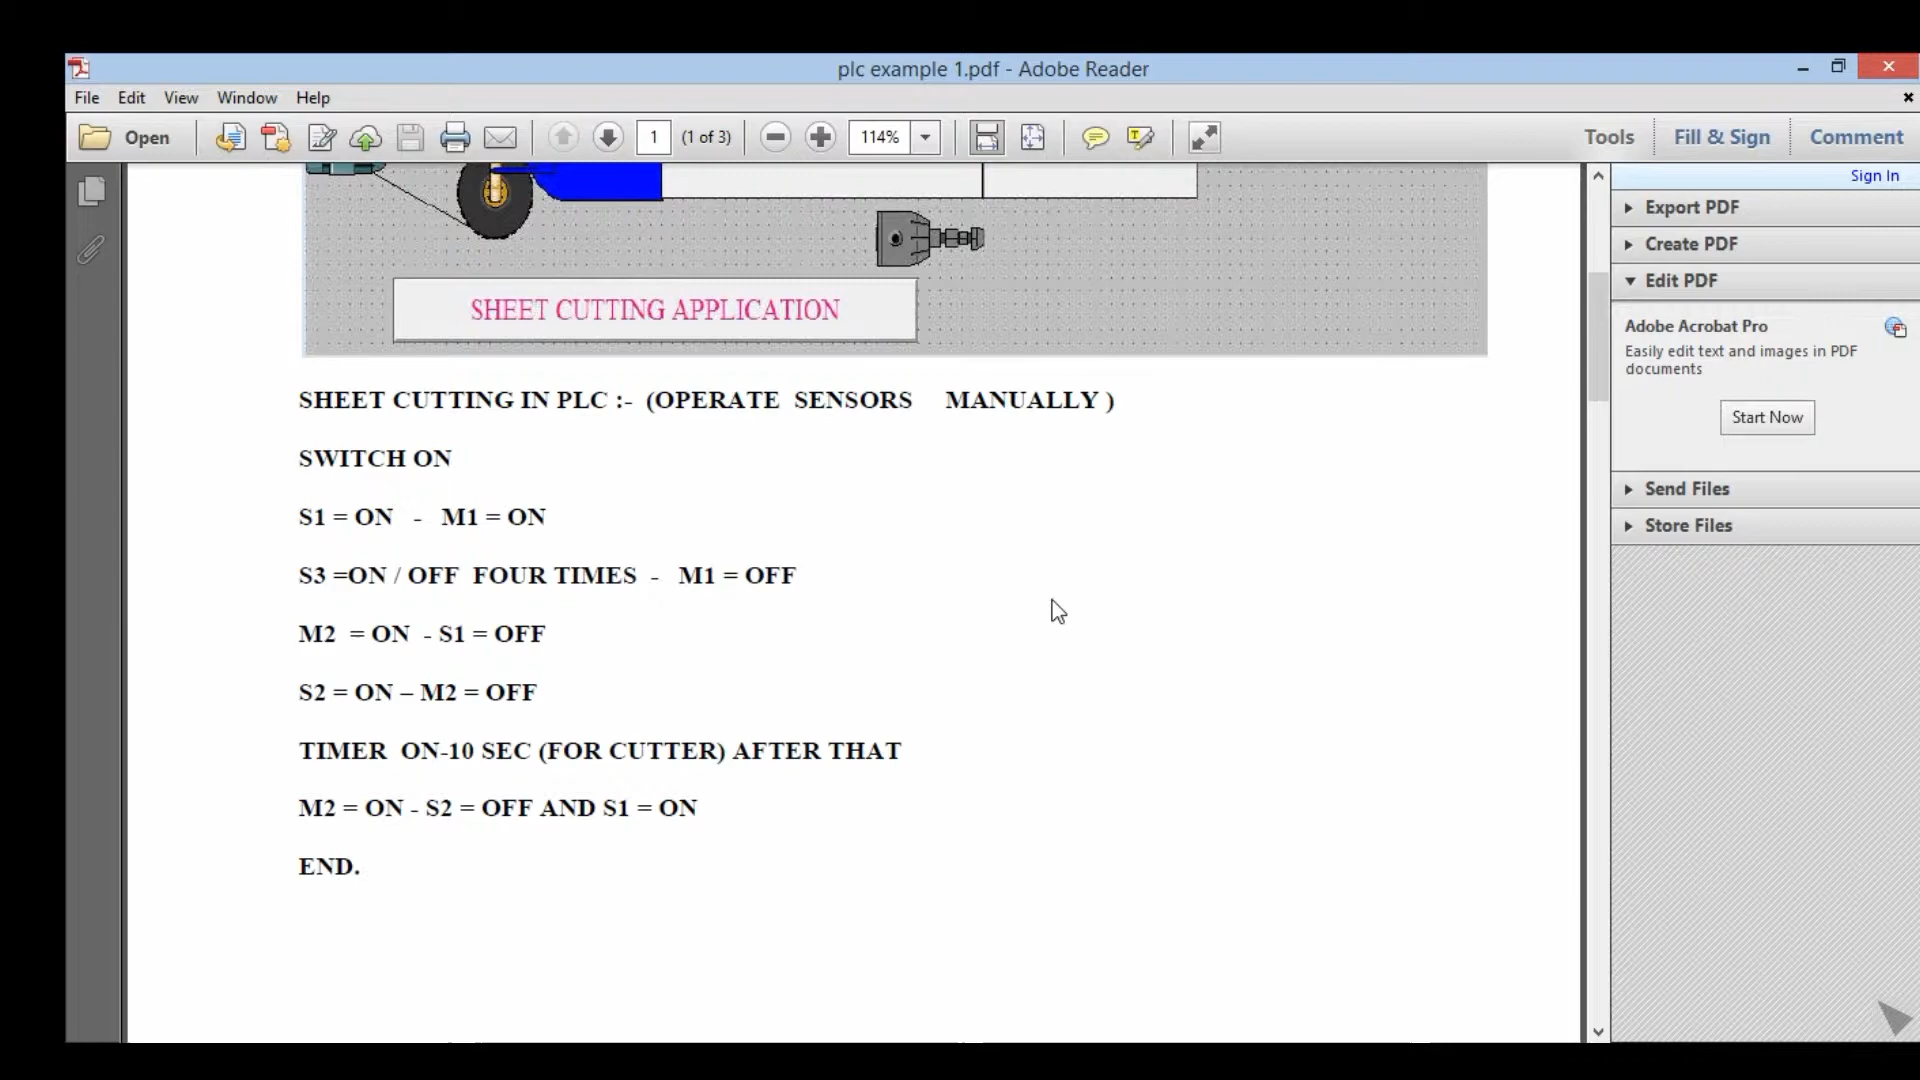 plc example 1.pdf - Adobe Reader
File Edit View Window Help
Open 1 (1 of 3) 114% Tools Fill & Sign Comment
Sign In
Export PDF
Create PDF
Edit PDF
Adobe Acrobat Pro
Easily edit text and images in PDF
documents
Start Now
Send Files
Store Files
SHEET CUTTING APPLICATION
SHEET CUTTING IN PLC :- (OPERATE SENSORS MANUALLY )
SWITCH ON
S1 = ON - M1 = ON
S3 =ON / OFF FOUR TIMES - M1 = OFF
M2 = ON - S1 = OFF
S2 = ON – M2 = OFF
TIMER ON-10 SEC (FOR CUTTER) AFTER THAT
M2 = ON - S2 = OFF AND S1 = ON
END.